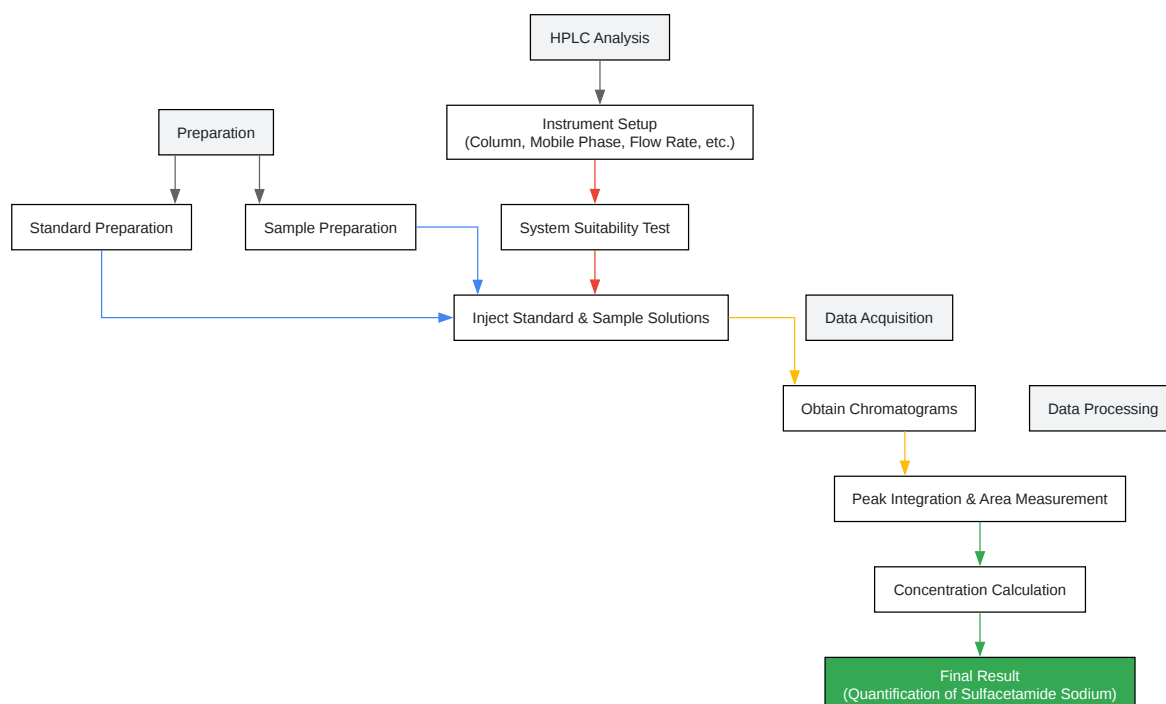 HPLC Analysis
Preparation
Instrument Setup
(Column, Mobile Phase, Flow Rate, etc.)
Standard Preparation
Sample Preparation
System Suitability Test
Inject Standard & Sample Solutions
Data Acquisition
Obtain Chromatograms
Data Processing
Peak Integration & Area Measurement
Concentration Calculation
Final Result
(Quantification of Sulfacetamide Sodium)